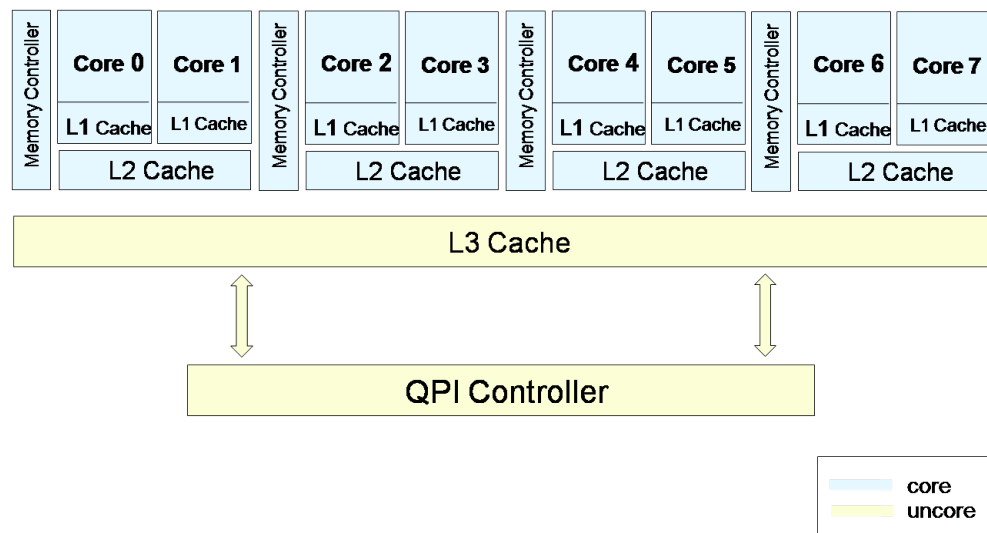 Memory Controller
Core 0
Core 1
L1 Cache
L1 Cache
L2 Cache
Memory Controller
Core 2
Core 3
L1 Cache
L1 Cache
L2 Cache
Memory Controller
Core 4
Core 5
L1 Cache
L1 Cache
L2 Cache
Memory Controller
Core 6
Core 7
L1 Cache
L1 Cache
L2 Cache
L3 Cache
QPI Controller
core
uncore